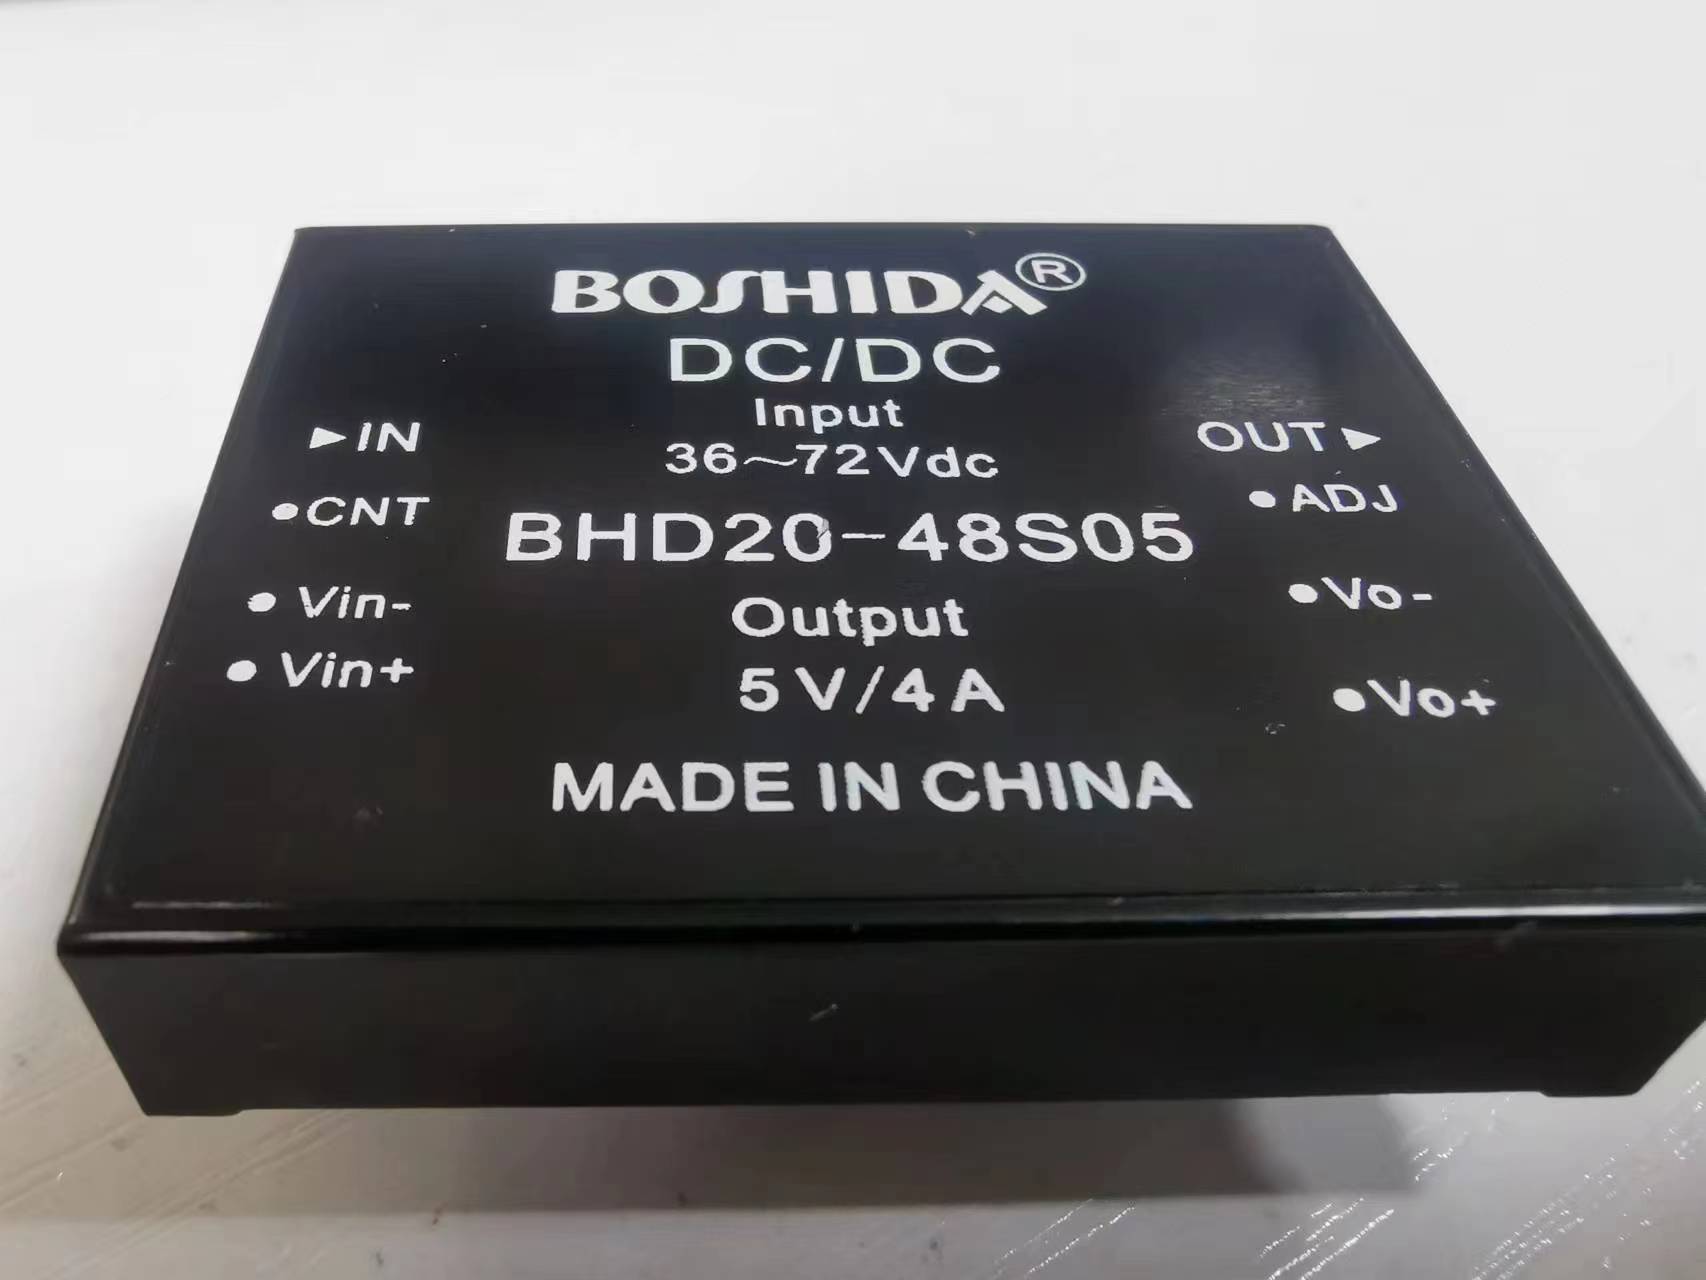 BOSHIDA®
DC/DC
Input
36~72Vdc
BHD20-48S05
Output
5V/4A
MADE IN CHINA
►IN
•CNT
• Vin-
• Vin+
OUT►
• ADJ
•Vo-
•Vo+